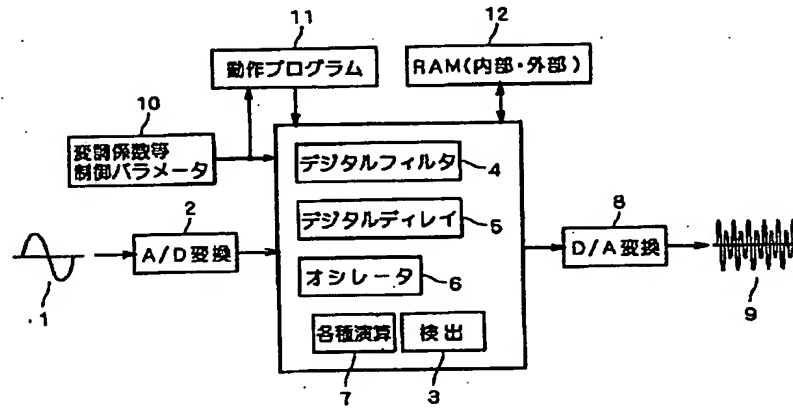 11
動作プログラム
12
RAM(内部・外部)
10
変調係数等
制御パラメータ
デジタルフィルタ
4
2
A/D変換
デジタルディレイ
5
8
D/A変換
1
オシレータ
6
9
各種演算
検出
7
3